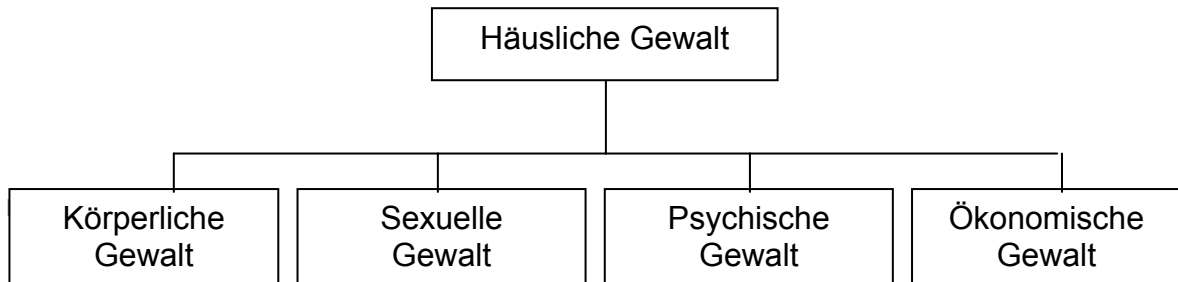 Häusliche Gewalt
Körperliche
Gewalt
Sexuelle
Gewalt
Psychische
Gewalt
Ökonomische
Gewalt